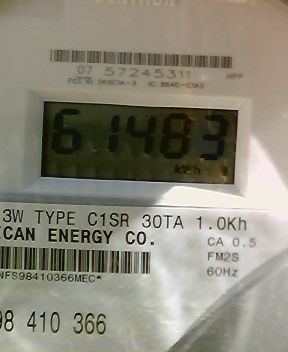 07 57245311
61483
kWh
3W TYPE C1SR 30TA 1.0Kh
CAN ENERGY CO.
CA 0.5
FM2S
60Hz
NFS98410366MEC*
98 410 366